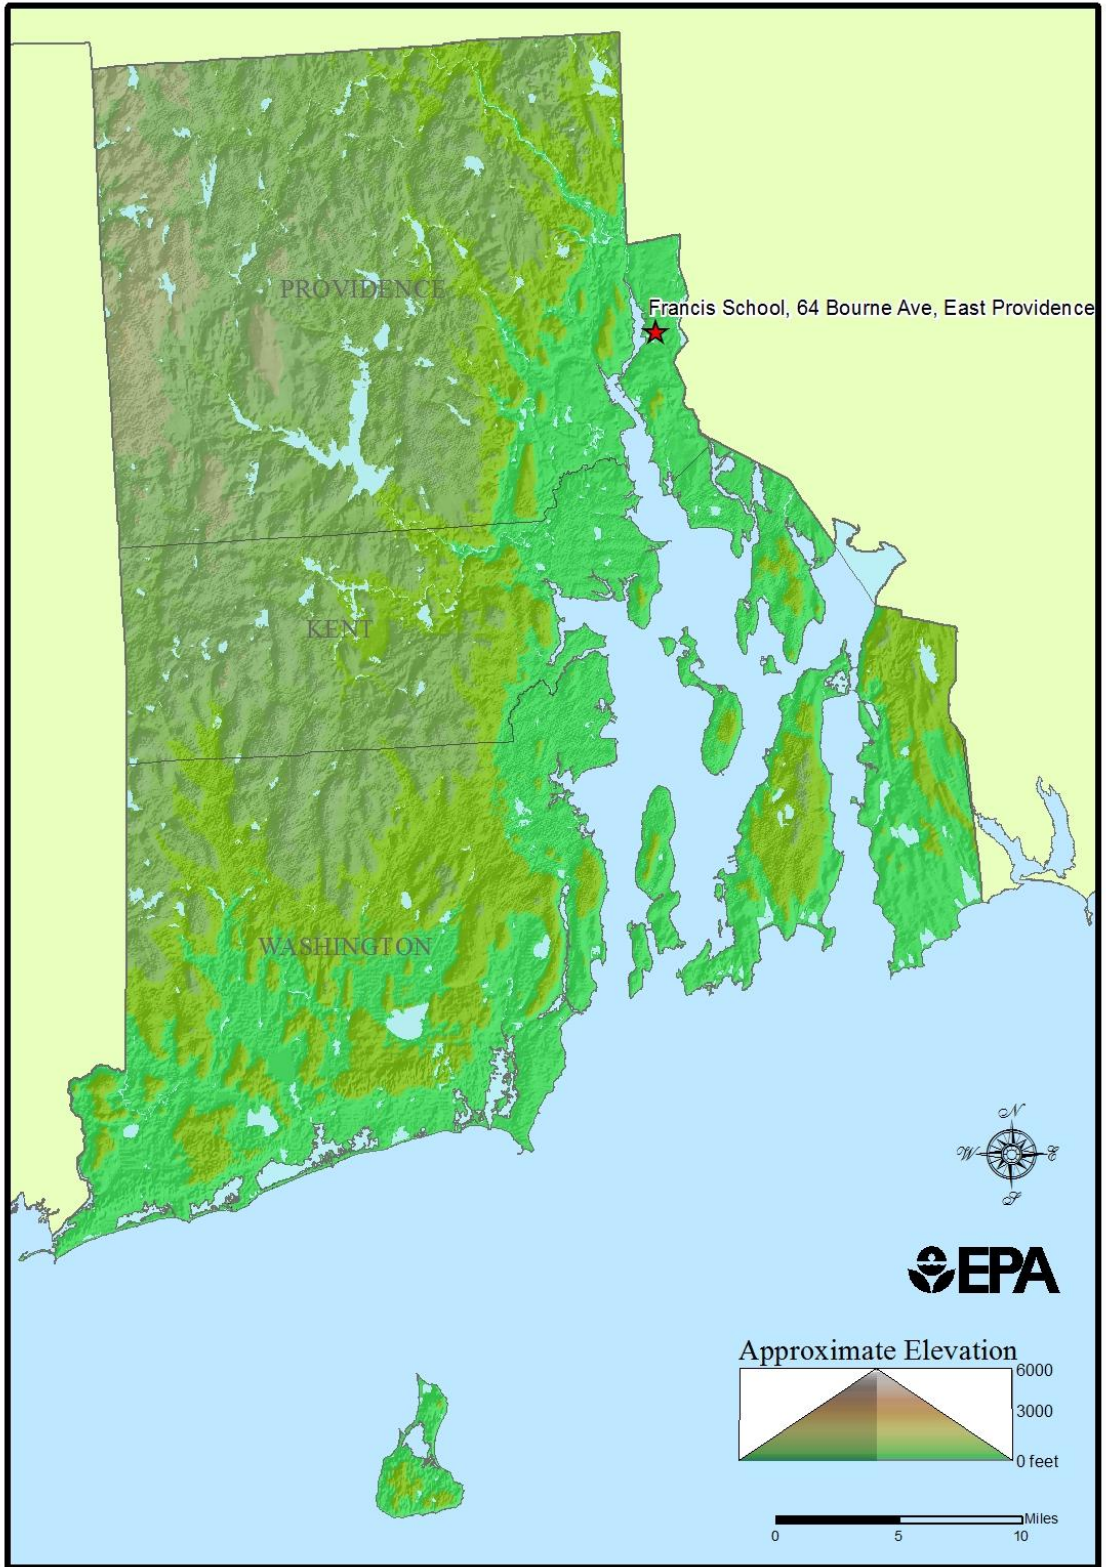 PROVIDENCE
Francis School, 64 Bourne Ave, East Providence
KENT
WASHINGTON
N
W E
S
EPA
Approximate Elevation
6000
3000
0 feet
Miles
0 5 10